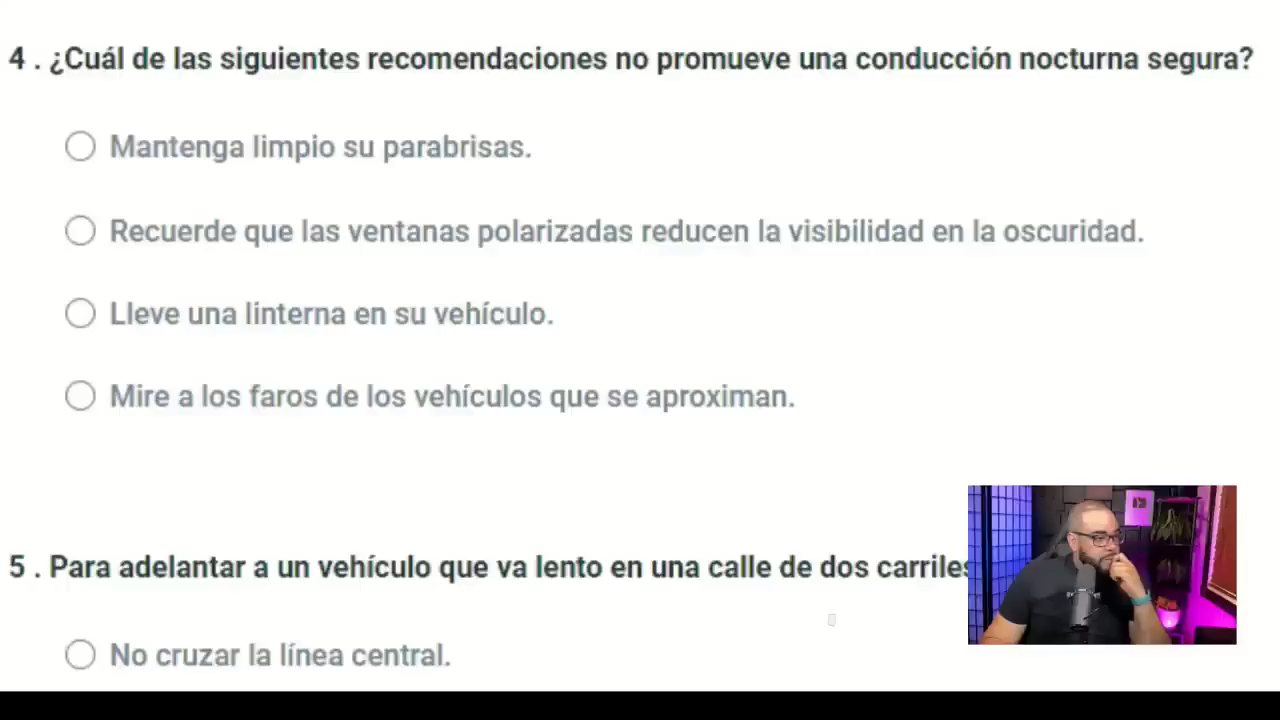 4 . ¿Cuál de las siguientes recomendaciones no promueve una conducción nocturna segura?
Mantenga limpio su parabrisas.
Recuerde que las ventanas polarizadas reducen la visibilidad en la oscuridad.
Lleve una linterna en su vehículo.
Mire a los faros de los vehículos que se aproximan.
5 . Para adelantar a un vehículo que va lento en una calle de dos carriles
No cruzar la línea central.